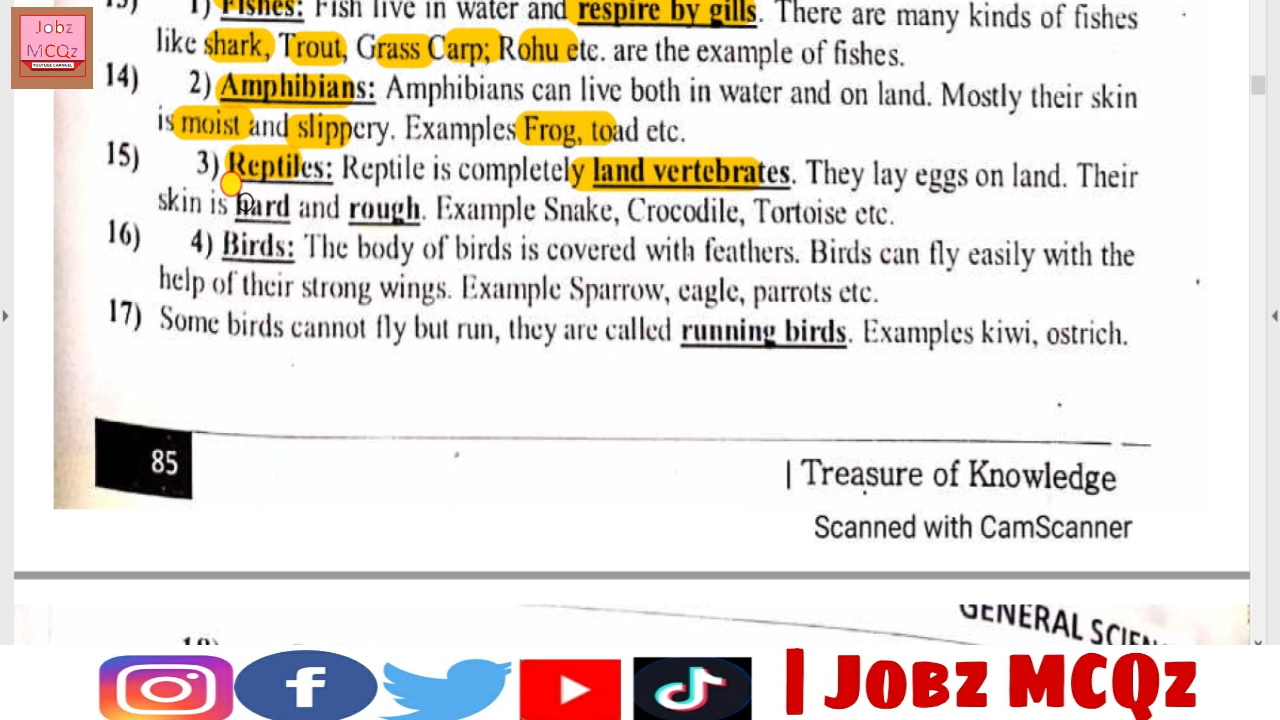 Jobz
MCQz
YOUTUBE CHANNEL
1) Fishes: Fish live in water and respire by gills. There are many kinds of fishes
like shark, Trout, Grass Carp; Rohu etc. are the example of fishes.
14) 2) Amphibians: Amphibians can live both in water and on land. Mostly their skin
is moist and slippery. Examples Frog, toad etc.
15) 3) Reptiles: Reptile is completely land vertebrates. They lay eggs on land. Their
skin is hard and rough. Example Snake, Crocodile, Tortoise etc.
16) 4) Birds: The body of birds is covered with feathers. Birds can fly easily with the
help of their strong wings. Example Sparrow, eagle, parrots etc.
17) Some birds cannot fly but run, they are called running birds. Examples kiwi, ostrich.
85
| Treasure of Knowledge
Scanned with CamScanner
GENERAL
| Jobz MCQz